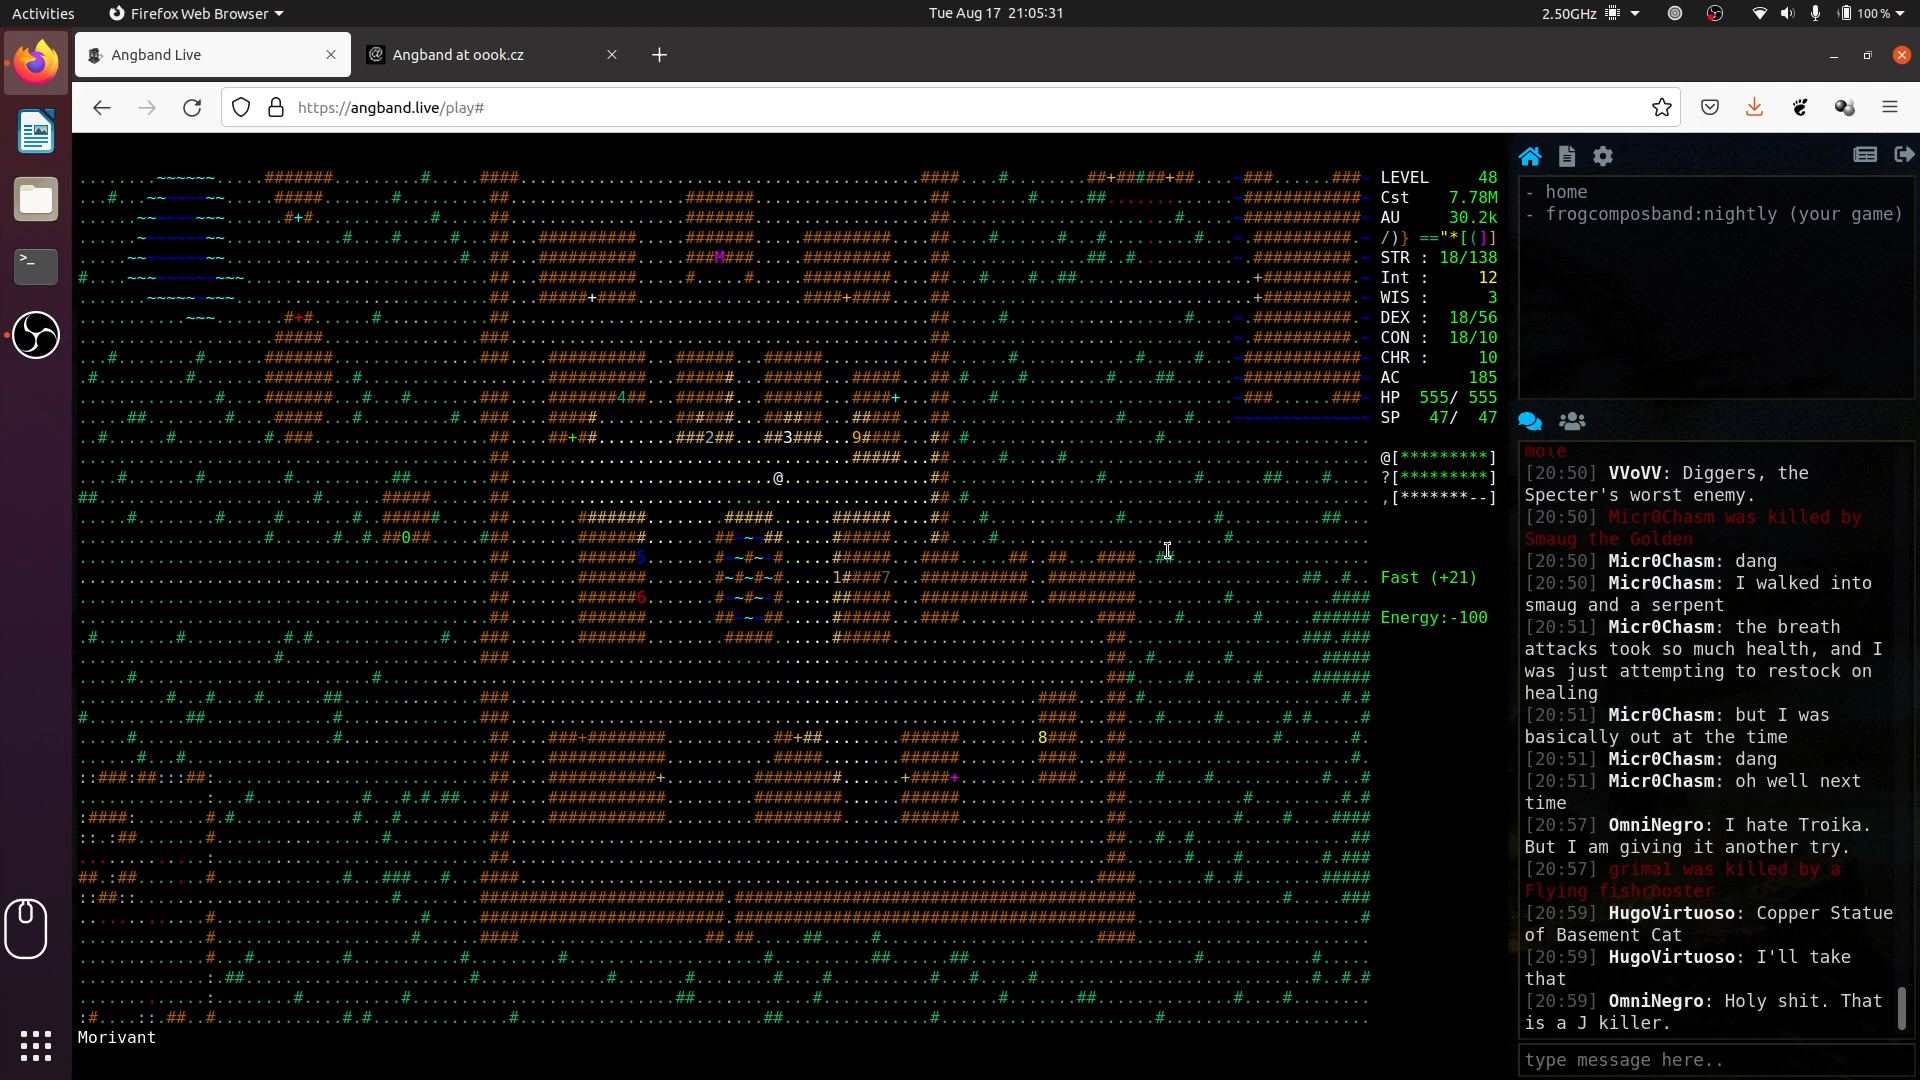 Activities
Firefox Web Browser
Tue Aug 17 21:05:31
2.50GHz
100 %
Angband Live
Angband at oook.cz
https://angband.live/play#
LEVEL 48
Cst 7.78M
AU 30.2k
/)} =="*[(]]
STR : 18/138
Int : 12
WIS : 3
DEX : 18/56
CON : 18/10
CHR : 10
AC 185
HP 555/ 555
SP 47/ 47
@[*********]
?[*********]
,[*******--]
Fast (+21)
Energy:-100
Morivant
- home
- frogcomposband:nightly (your game)
mole
[20:50] VVoVV: Diggers, the
Specter's worst enemy.
[20:50] Micr0Chasm was killed by
Smaug the Golden
[20:50] Micr0Chasm: dang
[20:50] Micr0Chasm: I walked into
smaug and a serpent
[20:51] Micr0Chasm: the breath
attacks took so much health, and I
was just attempting to restock on
healing
[20:51] Micr0Chasm: but I was
basically out at the time
[20:51] Micr0Chasm: dang
[20:51] Micr0Chasm: oh well next
time
[20:57] OmniNegro: I hate Troika.
But I am giving it another try.
[20:57] grimal was killed by a
Flying fishrooster
[20:59] HugoVirtuoso: Copper Statue
of Basement Cat
[20:59] HugoVirtuoso: I'll take
that
[20:59] OmniNegro: Holy shit. That
is a J killer.
type message here..